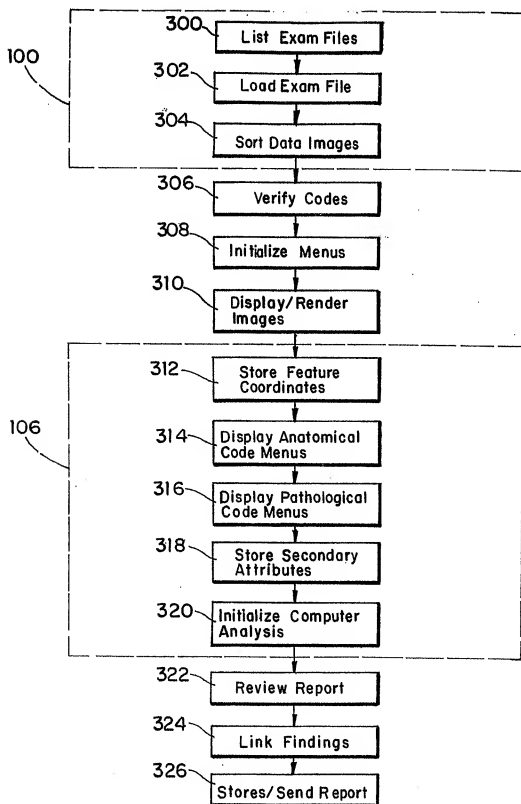 300
List Exam Files
100
302
Load Exam File
304
Sort Data Images
306
Verify Codes
308
Initialize Menus
310
Display/Render
Images
312
Store Feature
Coordinates
106
314
Display Anatomical
Code Menus
316
Display Pathological
Code Menus
318
Store Secondary
Attributes
320
Initialize Computer
Analysis
322
Review Report
324
Link Findings
326
Stores/Send Report